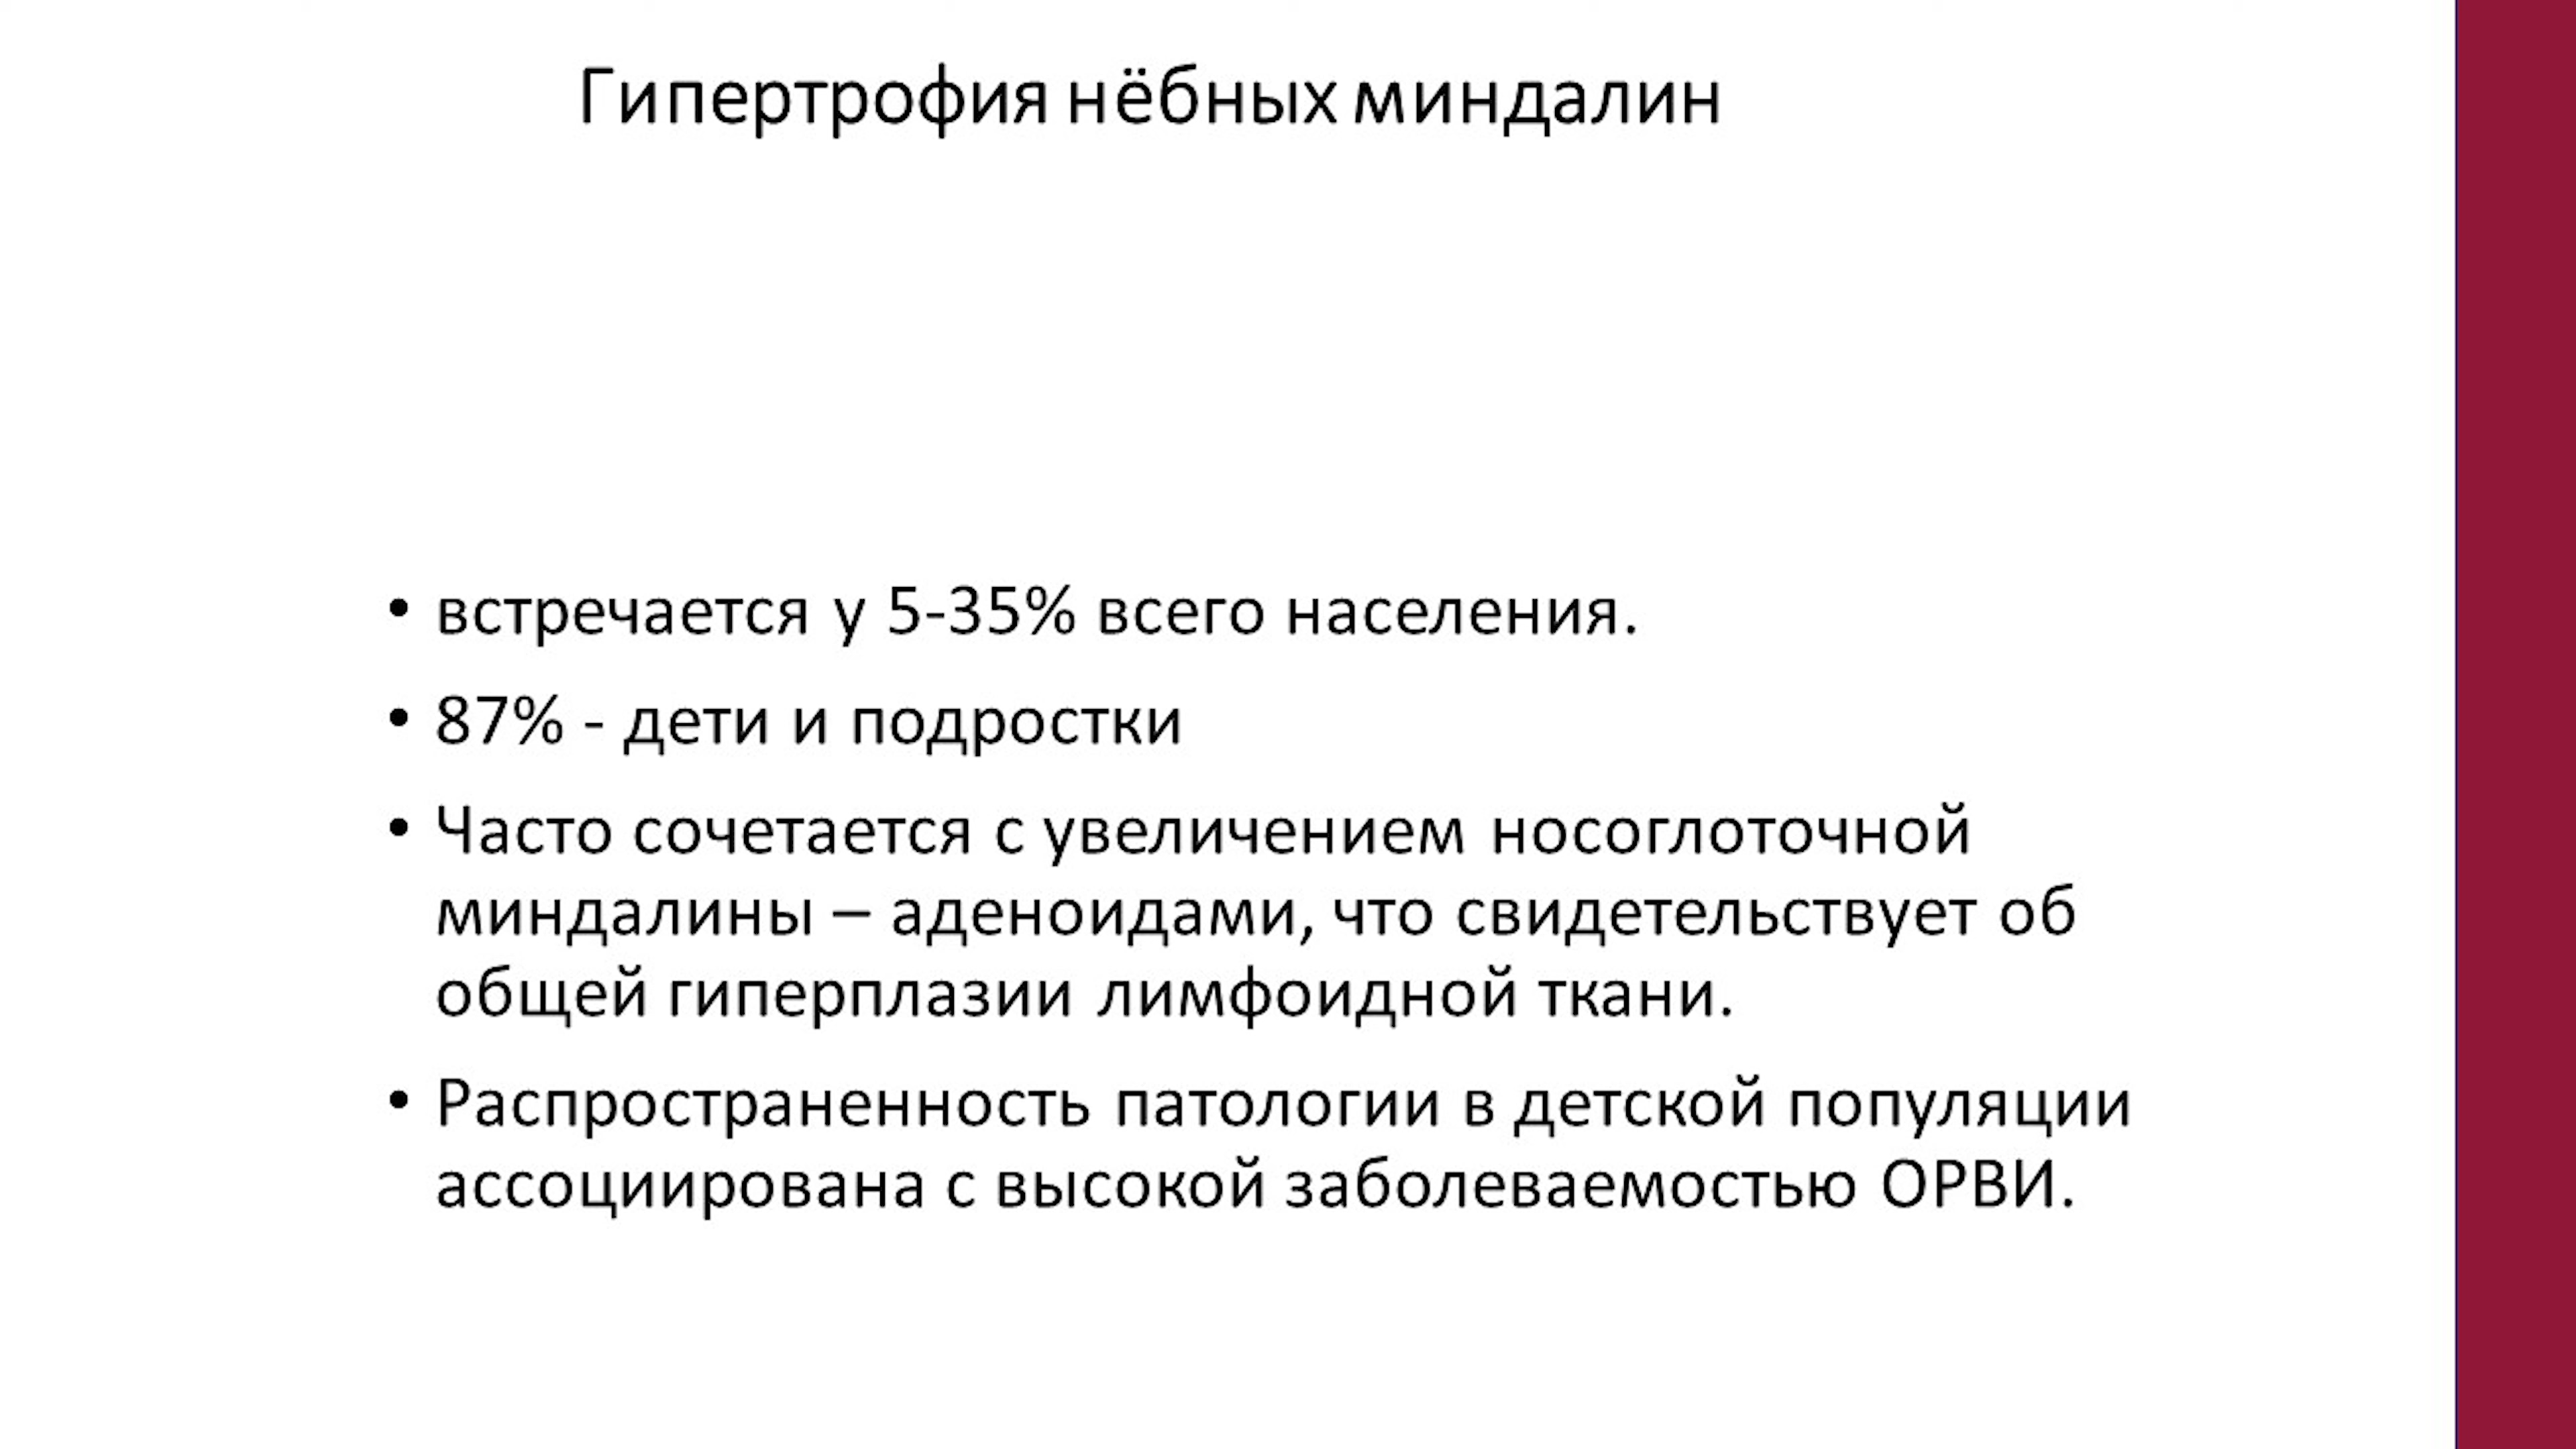 Гипертрофия нёбных миндалин
• встречается у 5-35% всего населения.
• 87% - дети и подростки
• Часто сочетается с увеличением носоглоточной
миндалины – аденоидами, что свидетельствует об
общей гиперплазии лимфоидной ткани.
• Распространенность патологии в детской популяции
ассоциирована с высокой заболеваемостью ОРВИ.